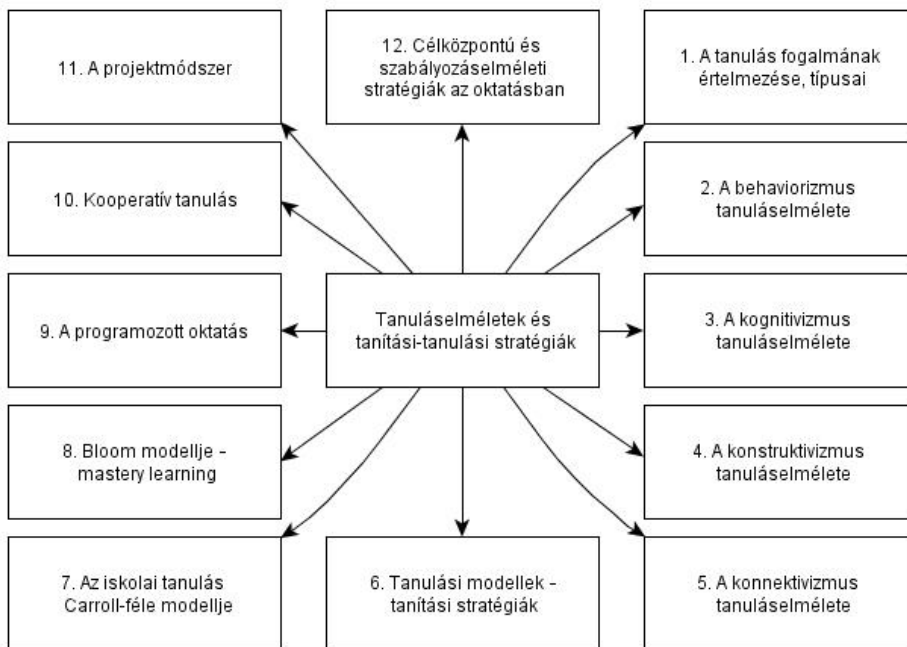 11. A projektmódszer
12. Célközpontú és
szabályozáselméleti
stratégiák az oktatásban
1. A tanulás fogalmának
értelmezése, típusai
10. Kooperatív tanulás
2. A behaviorizmus
tanuláselmélete
9. A programozott oktatás
Tanuláselméletek és
tanítási-tanulási stratégiák
3. A kognitivizmus
tanuláselmélete
8. Bloom modellje -
mastery learning
4. A konstruktivizmus
tanuláselmélete
7. Az iskolai tanulás
Carroll-féle modellje
6. Tanulási modellek -
tanítási stratégiák
5. A konnektivizmus
tanuláselmélete